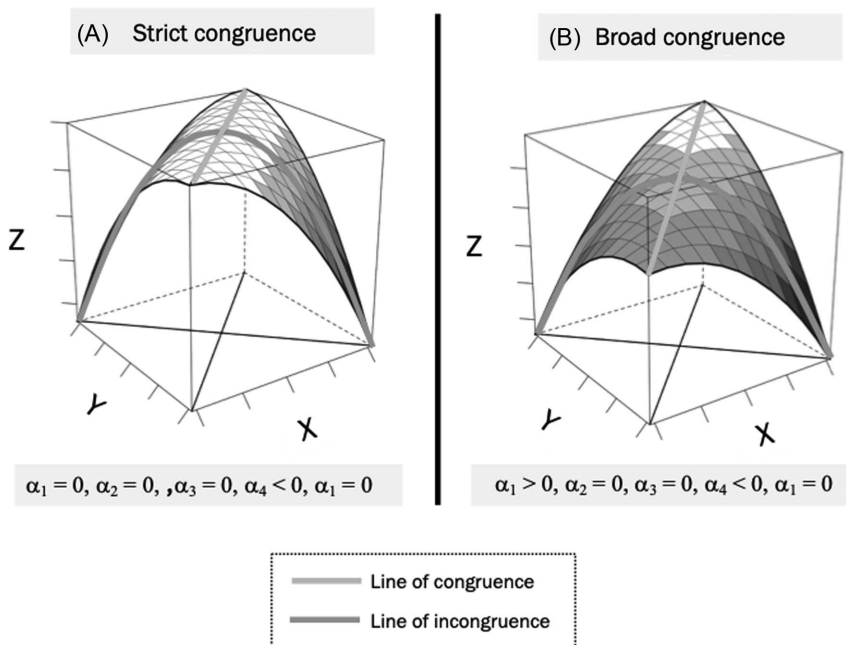 (A) Strict congruence
Z
Y
X
α₁ = 0, α₂ = 0, ,α₃ = 0, α₄ < 0, α₁ = 0
(B) Broad congruence
Z
Y
X
α₁ > 0, α₂ = 0, α₃ = 0, α₄ < 0, α₁ = 0
Line of congruence
Line of incongruence